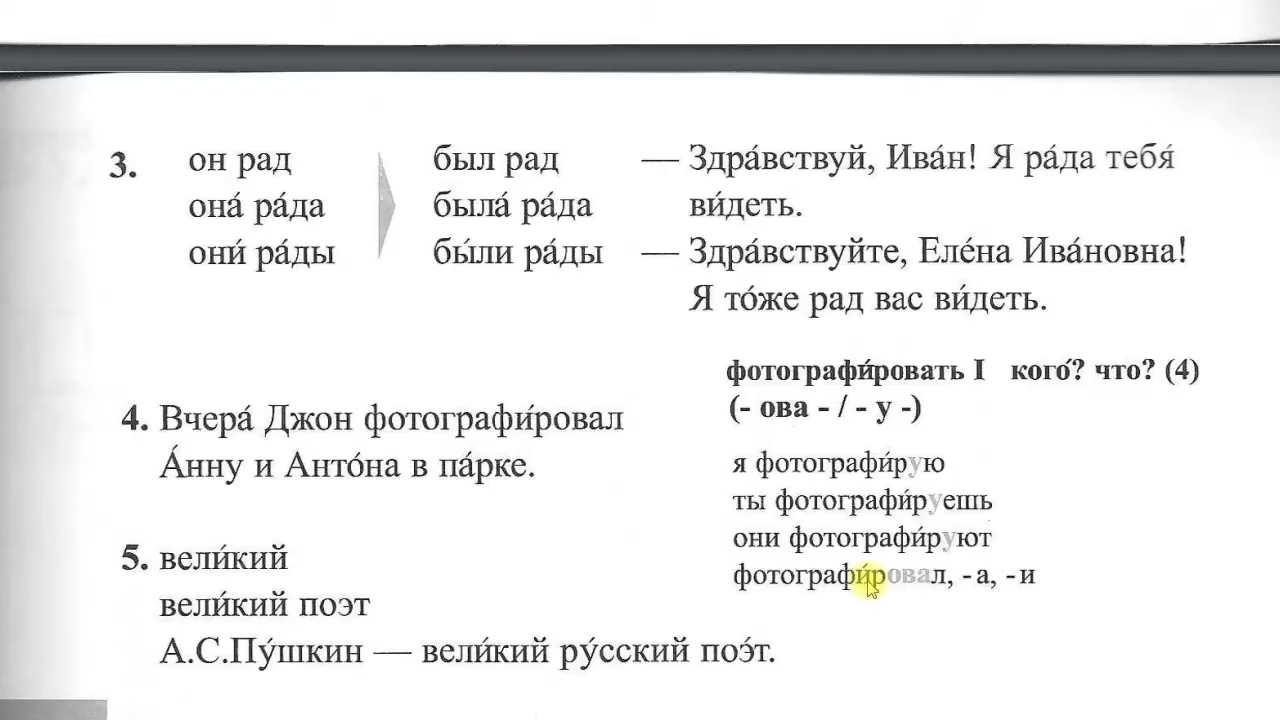 3. он рад был рад — Здра́вствуй, Ива́н! Я ра́да тебя́
она́ ра́да была́ ра́да ви́деть.
они́ ра́ды бы́ли ра́ды — Здра́вствуйте, Еле́на Ива́новна!
Я то́же рад вас ви́деть.
фотографи́ровать I кого́? что? (4)
(- ова - / - у -)
4. Вчера́ Джон фотографи́ровал
А́нну и Анто́на в па́рке.
я фотографи́рую
ты фотографи́руешь
они фотографи́руют
фотографи́ровал, - а, - и
5. вели́кий
вели́кий поэт
А.С.Пу́шкин — вели́кий ру́сский поэ́т.